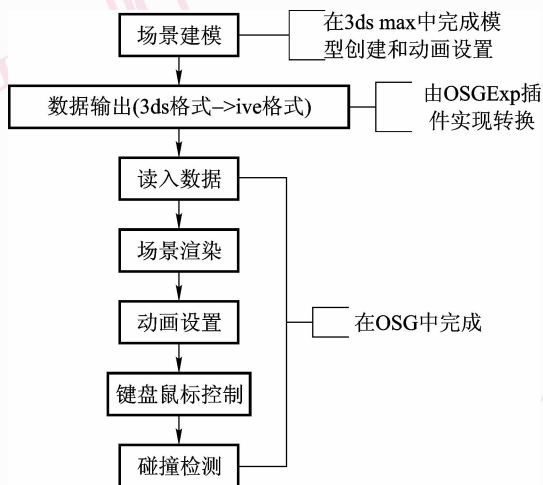 场景建模
在3ds max中完成模
型创建和动画设置
数据输出(3ds格式->ive格式)
由OSGExp插
件实现转换
读入数据
场景渲染
动画设置
在OSG中完成
键盘鼠标控制
碰撞检测